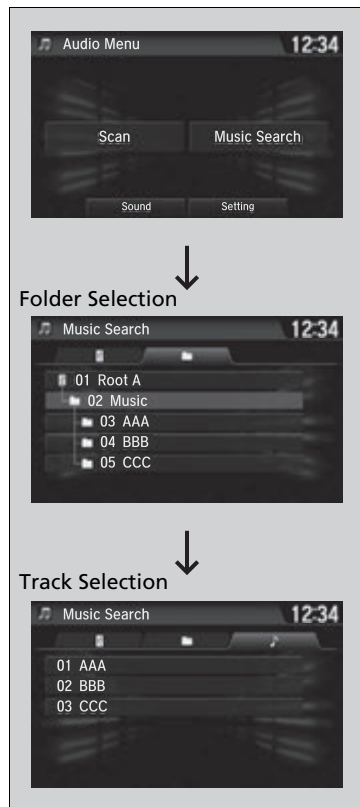 Audio Menu 12:34
Scan Music Search
Sound Setting
Folder Selection
Music Search 12:34
01 Root A
02 Music
03 AAA
04 BBB
05 CCC
Track Selection
Music Search 12:34
01 AAA
02 BBB
03 CCC